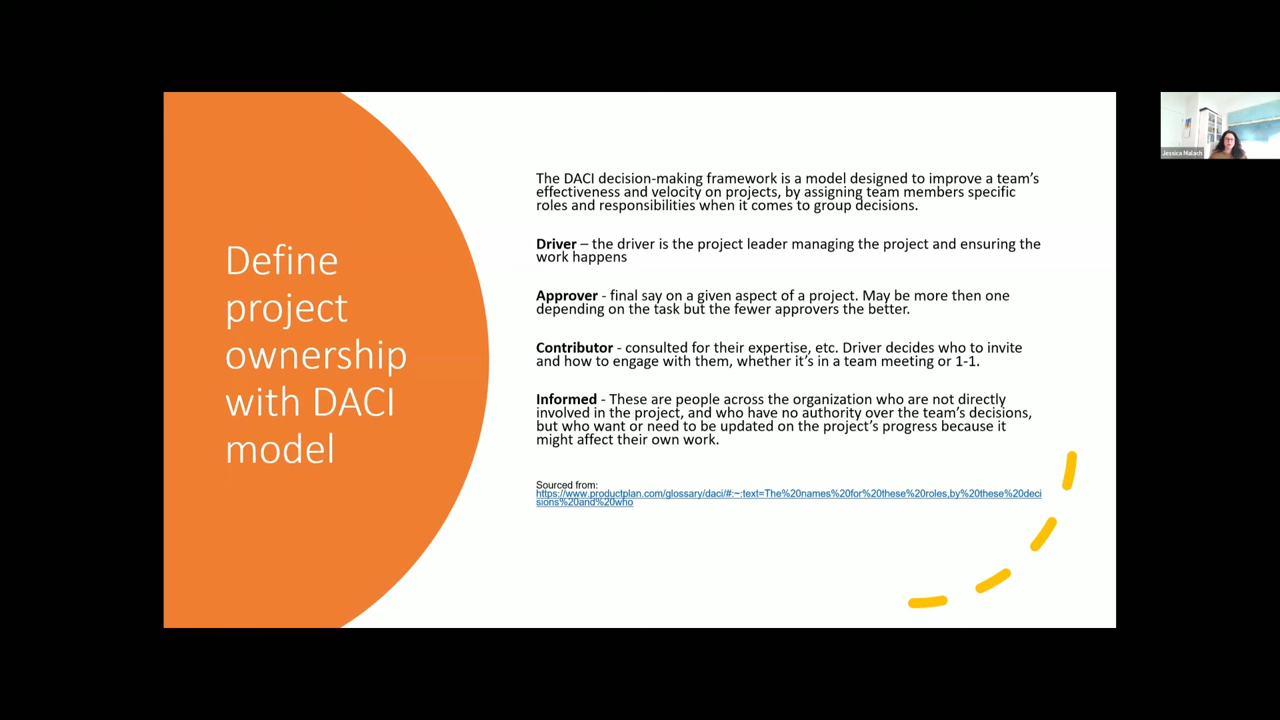 Define
project
ownership
with DACI
model
The DACI decision-making framework is a model designed to improve a team's
effectiveness and velocity on projects, by assigning team members specific
roles and responsibilities when it comes to group decisions.
Driver – the driver is the project leader managing the project and ensuring the
work happens
Approver - final say on a given aspect of a project. May be more then one
depending on the task but the fewer approvers the better.
Contributor - consulted for their expertise, etc. Driver decides who to invite
and how to engage with them, whether it's in a team meeting or 1-1.
Informed - These are people across the organization who are not directly
involved in the project, and who have no authority over the team's decisions,
but who want or need to be updated on the project's progress because it
might affect their own work.
Sourced from:
https://www.productplan.com/glossary/daci/#:~:text=The%20names%20for%20these%20roles,by%20these%20deci
sions%20and%20who
Jessica Malach